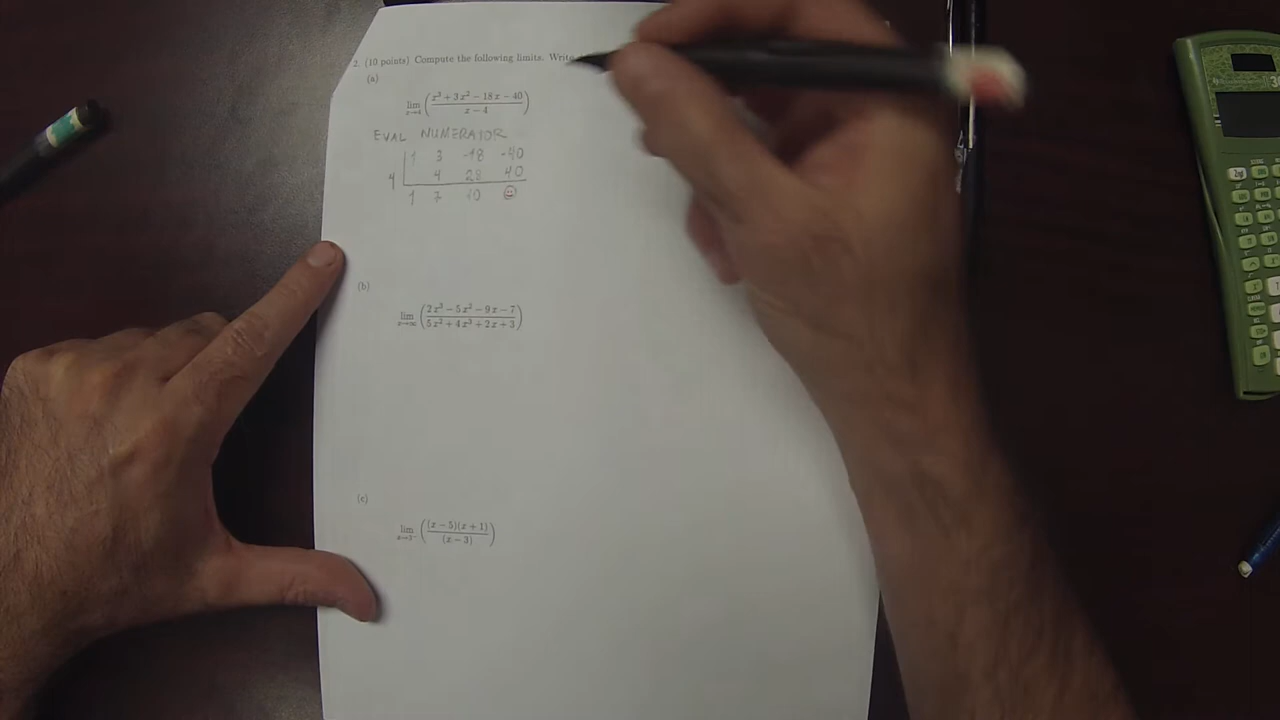 2. (10 points) Compute the following limits. Write
(a)
lim x→4 ( x³ + 3x² − 18x − 40 / x − 4 )
EVAL NUMERATOR
1 3 -18 -40
4 4 28 40
1 7 10
(b)
lim x→∞ ( 2x³ − 5x² − 9x − 7 / 5x² + 4x³ + 2x + 3 )
(c)
lim x→3⁻ ( (x − 5)(x + 1) / (x − 3) )
2nd